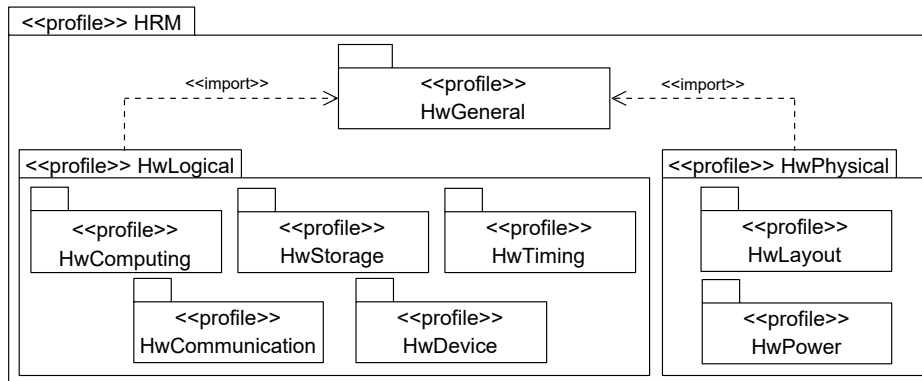 <<profile>> HRM
<<profile>>
HwGeneral
<<import>>
<<import>>
<<profile>> HwLogical
<<profile>>
HwComputing
<<profile>>
HwStorage
<<profile>>
HwTiming
<<profile>>
HwCommunication
<<profile>>
HwDevice
<<profile>> HwPhysical
<<profile>>
HwLayout
<<profile>>
HwPower